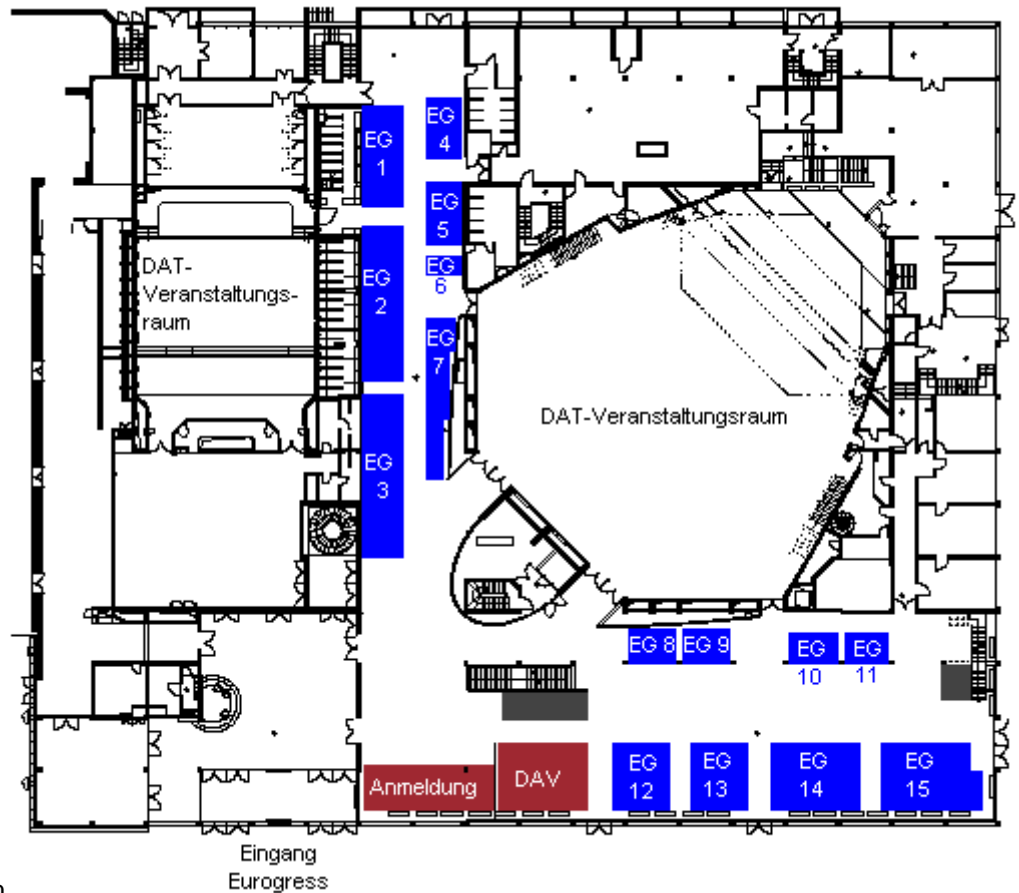 EG
1
EG
4
EG
5
EG
6
EG
2
DAT-
Veranstaltungs-
raum
EG
7
DAT-Veranstaltungsraum
EG
3
EG 8
EG 9
EG
10
EG
11
Anmeldung
DAV
EG
12
EG
13
EG
14
EG
15
Eingang
Eurogress